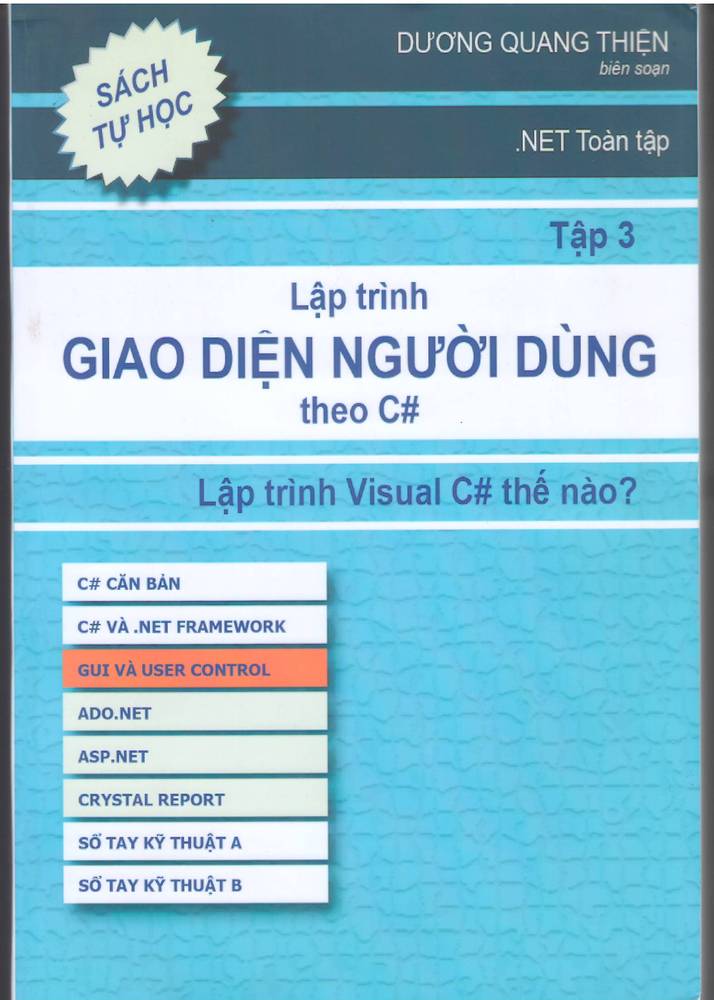 DƯƠNG QUANG THIỆN
biên soạn
SÁCH
TỰ HỌC
.NET Toàn tập
Tập 3
Lập trình
GIAO DIỆN NGƯỜI DÙNG
theo C#
Lập trình Visual C# thế nào?
C# CĂN BẢN
C# VÀ .NET FRAMEWORK
GUI VÀ USER CONTROL
ADO.NET
ASP.NET
CRYSTAL REPORT
SỔ TAY KỸ THUẬT A
SỔ TAY KỸ THUẬT B